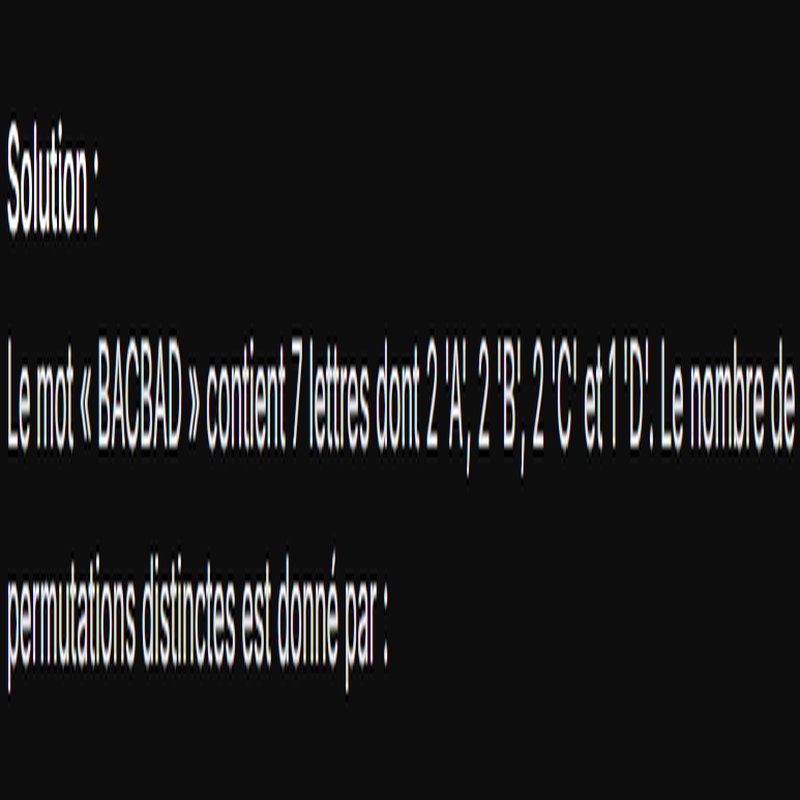 Solution :
Le mot « BACBAD » contient 7 lettres dont 2 'A', 2 'B', 2 'C' et 1 'D'. Le nombre de
permutations distinctes est donné par :